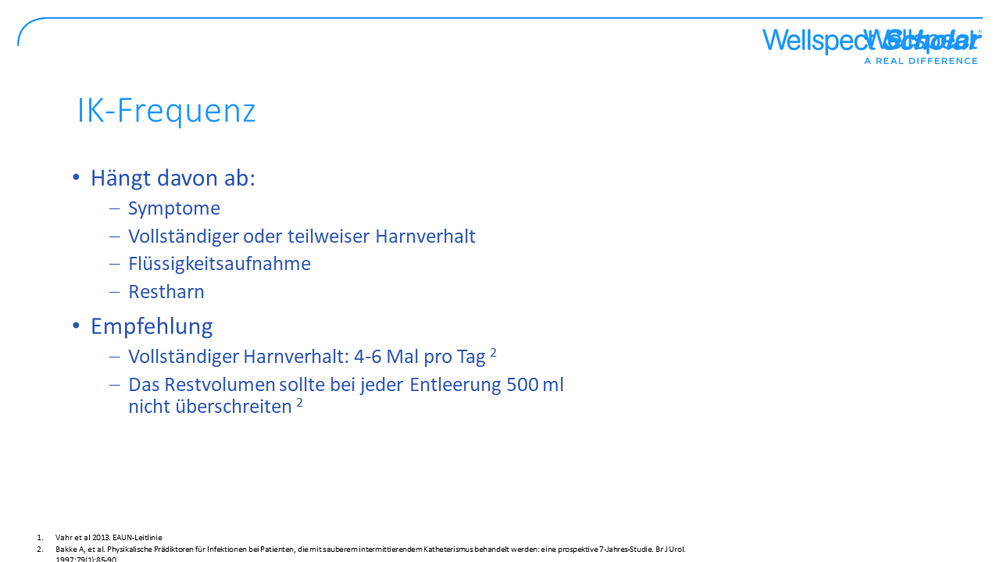 Wellspect Scholar
Wellspect
A REAL DIFFERENCE
IK-Frequenz
• Hängt davon ab:
– Symptome
– Vollständiger oder teilweiser Harnverhalt
– Flüssigkeitsaufnahme
– Restharn
• Empfehlung
– Vollständiger Harnverhalt: 4-6 Mal pro Tag 2
– Das Restvolumen sollte bei jeder Entleerung 500 ml
nicht überschreiten 2
1. Vahr et al 2013. EAUN-Leitlinie
2. Bakke A, et al. Physikalische Prädiktoren für Infektionen bei Patienten, die mit sauberem intermittierendem Katheterismus behandelt werden: eine prospektive 7-Jahres-Studie. Br J Urol.
1997;79(1):85-90